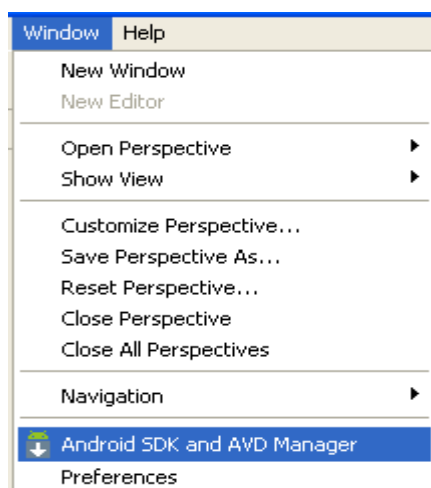 Window Help
New Window
New Editor
Open Perspective
Show View
Customize Perspective...
Save Perspective As...
Reset Perspective...
Close Perspective
Close All Perspectives
Navigation
Android SDK and AVD Manager
Preferences